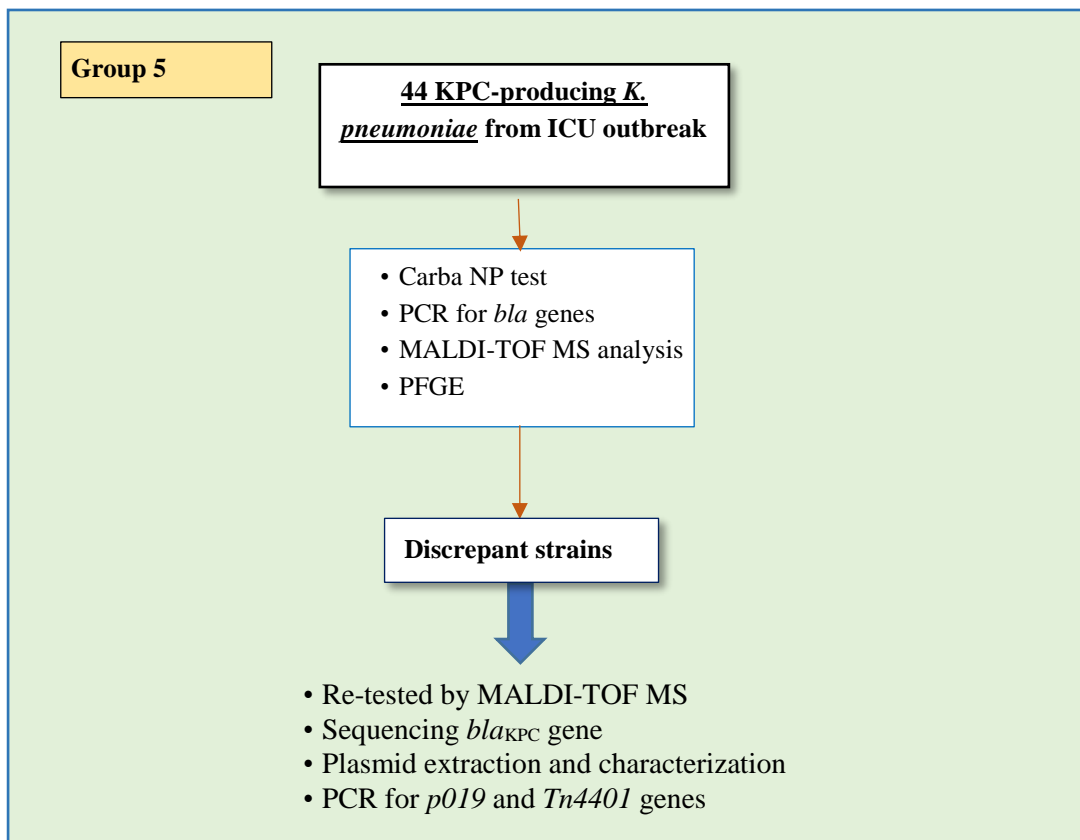 Group 5
44 KPC-producing K.
pneumoniae from ICU outbreak
• Carba NP test
• PCR for bla genes
• MALDI-TOF MS analysis
• PFGE
Discrepant strains
• Re-tested by MALDI-TOF MS
• Sequencing blaKPC gene
• Plasmid extraction and characterization
• PCR for p019 and Tn4401 genes